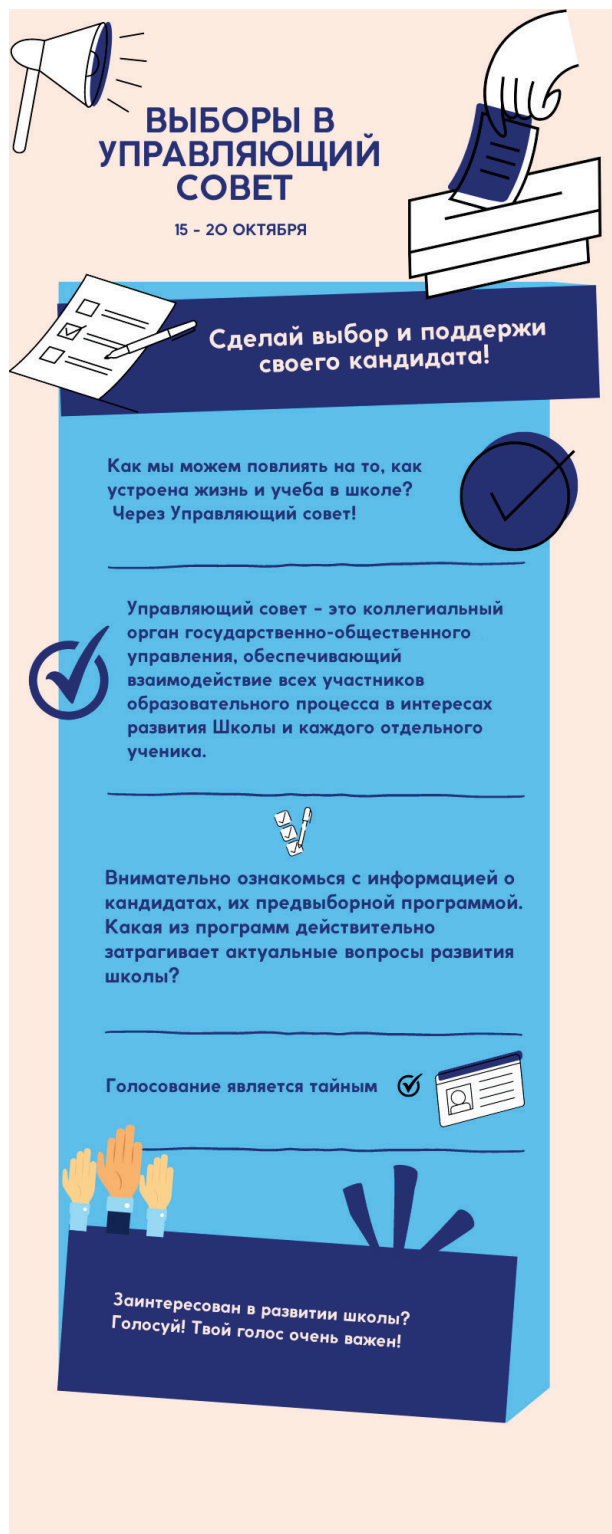 ВЫБОРЫ В
УПРАВЛЯЮЩИЙ
СОВЕТ
15 - 20 ОКТЯБРЯ
Сделай выбор и поддержи
своего кандидата!
Как мы можем повлиять на то, как
устроена жизнь и учеба в школе?
Через Управляющий совет!
Управляющий совет - это коллегиальный
орган государственно-общественного
управления, обеспечивающий
взаимодействие всех участников
образовательного процесса в интересах
развития Школы и каждого отдельного
ученика.
Внимательно ознакомься с информацией о
кандидатах, их предвыборной программой.
Какая из программ действительно
затрагивает актуальные вопросы развития
школы?
Голосование является тайным
Заинтересован в развитии школы?
Голосуй! Твой голос очень важен!